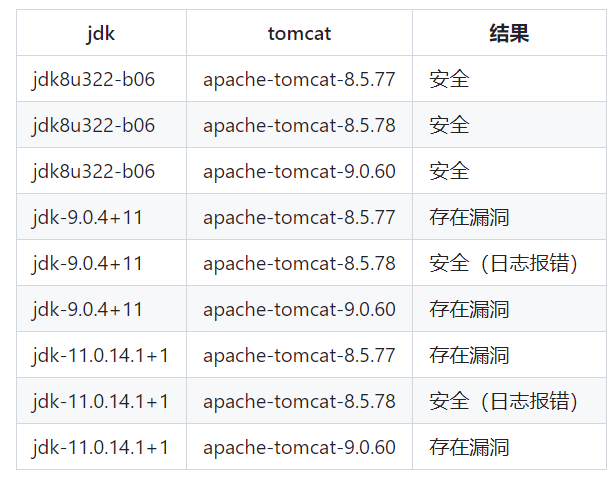 jdk tomcat 结果
jdk8u322-b06 apache-tomcat-8.5.77 安全
jdk8u322-b06 apache-tomcat-8.5.78 安全
jdk8u322-b06 apache-tomcat-9.0.60 安全
jdk-9.0.4+11 apache-tomcat-8.5.77 存在漏洞
jdk-9.0.4+11 apache-tomcat-8.5.78 安全（日志报错）
jdk-9.0.4+11 apache-tomcat-9.0.60 存在漏洞
jdk-11.0.14.1+1 apache-tomcat-8.5.77 存在漏洞
jdk-11.0.14.1+1 apache-tomcat-8.5.78 安全（日志报错）
jdk-11.0.14.1+1 apache-tomcat-9.0.60 存在漏洞